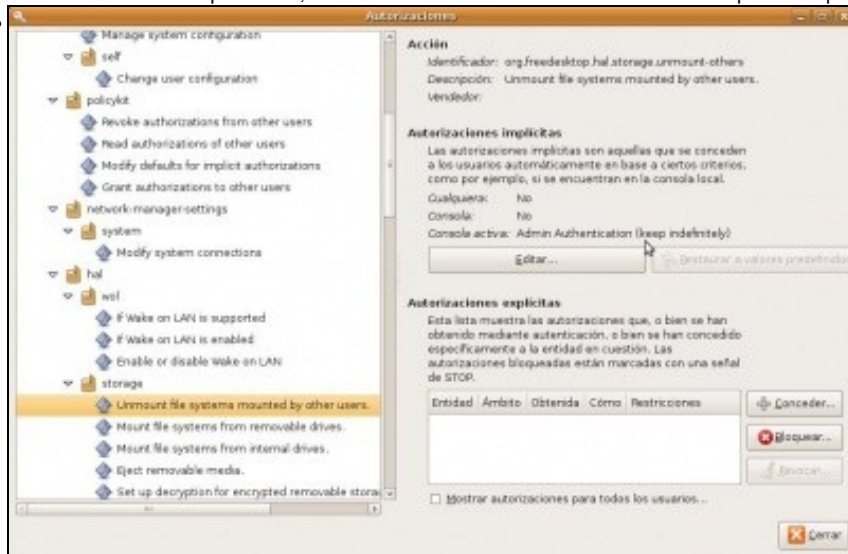 Autorizaciones
Manage system configuration
self
Change user configuration
policykit
Revoke authorizations from other users
Read authorizations of other users
Modify defaults for implicit authorizations
Grant authorizations to other users
network-manager-settings
system
Modify system connections
hal
wol
If Wake on LAN is supported
If Wake on LAN is enabled
Enable or disable Wake on LAN
storage
Unmount file systems mounted by other users.
Mount file systems from removable drives.
Mount file systems from internal drives.
Eject removable media.
Set up decryption for encrypted removable stora
Acción
Identificador: org.freedesktop.hal.storage.unmount-others
Descripción: Unmount file systems mounted by other users.
Vendedor:
Autorizaciones implícitas
Las autorizaciones implícitas son aquellas que se conceden
a los usuarios automáticamente en base a ciertos criterios,
como por ejemplo, si se encuentran en la consola local.
Cualquiera: No
Consola: No
Consola activa: Admin Authentication (keep indefinitely)
Editar...
Restaurar a valores predefinidos
Autorizaciones explícitas
Esta lista muestra las autorizaciones que, o bien se han
obtenido mediante autenticación, o bien se han concedido
específicamente a la entidad en cuestión. Las
autorizaciones bloqueadas están marcadas con una señal
de STOP.
Entidad Ámbito Obtenida Cómo Restricciones
Conceder...
Bloquear...
Revocar...
Mostrar autorizaciones para todos los usuarios...
Cerrar